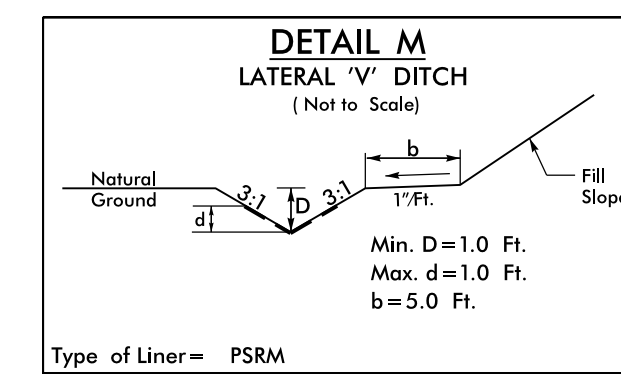 DETAIL M
LATERAL 'V' DITCH
( Not to Scale)
b
Natural
Ground
3:1
D
3:1
1"/Ft.
Fill
Slope
d
Min. D=1.0 Ft.
Max. d=1.0 Ft.
b=5.0 Ft.
Type of Liner= PSRM